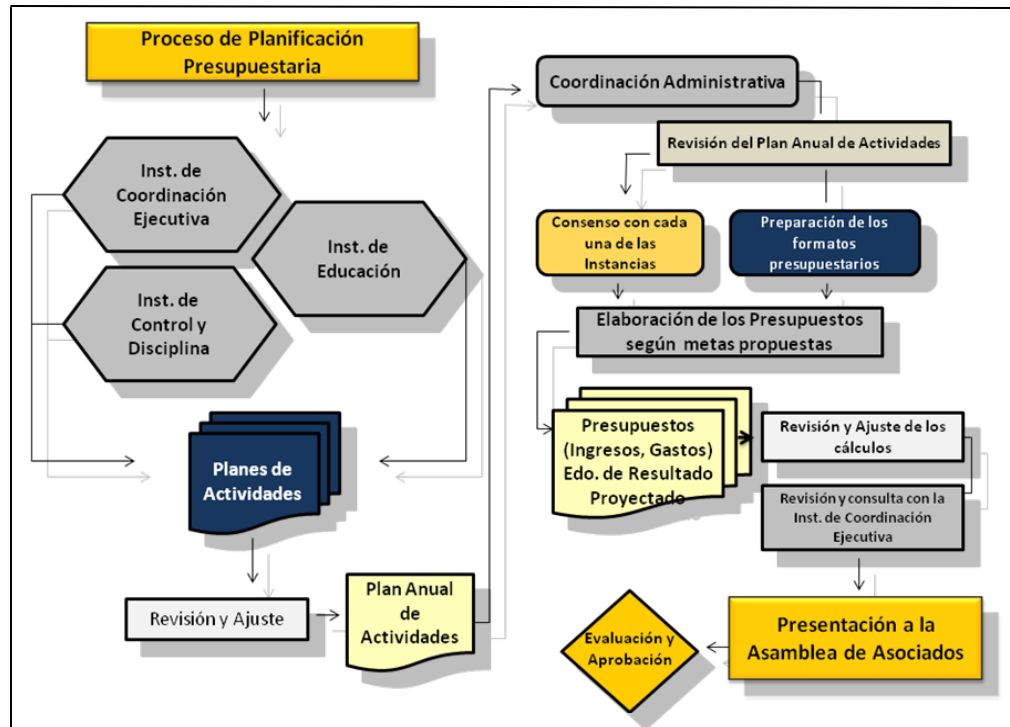 Proceso de Planificación
Presupuestaria
Inst. de
Coordinación
Ejecutiva
Inst. de
Educación
Inst. de
Control y
Disciplina
Planes de
Actividades
Revisión y Ajuste
Plan Anual
de
Actividades
Coordinación Administrativa
Revisión del Plan Anual de Actividades
Consenso con cada
una de las
Instancias
Preparación de los
formatos
presupuestarios
Elaboración de los Presupuestos
según metas propuestas
Presupuestos
(Ingresos, Gastos)
Edo. de Resultado
Proyectado
Revisión y Ajuste de los
cálculos
Revisión y consulta con la
Inst. de Coordinación
Ejecutiva
Presentación a la
Asamblea de Asociados
Evaluación y
Aprobación